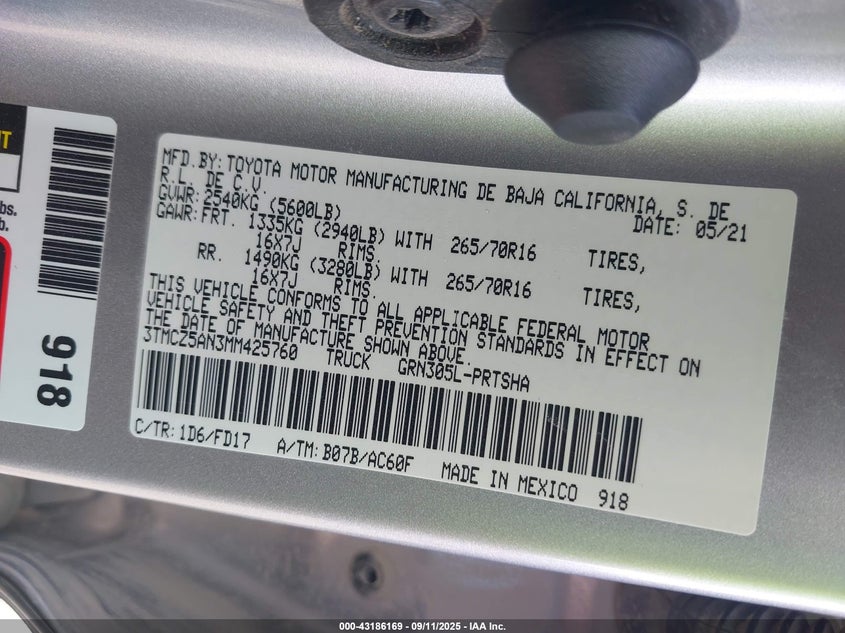 MFD. BY: TOYOTA MOTOR MANUFACTURING DE BAJA CALIFORNIA, S. DE
R.L. DE C.V. DATE: 05/21
GVWR: 2540KG (5600LB)
GAWR: FRT. 1335KG (2940LB) WITH 265/70R16 TIRES,
16X7J RIMS.
RR. 1490KG (3280LB) WITH 265/70R16 TIRES,
16X7J RIMS.
THIS VEHICLE CONFORMS TO ALL APPLICABLE FEDERAL MOTOR
VEHICLE SAFETY AND THEFT PREVENTION STANDARDS IN EFFECT ON
THE DATE OF MANUFACTURE SHOWN ABOVE.
3TMCZ5AN3MM425760 TRUCK GRN305L-PRTSHA
C/TR: 1D6/FD17 A/TM: B07B/AC60F MADE IN MEXICO 918
lbs.
918
000-43186169 - 09/11/2025 - IAA Inc.